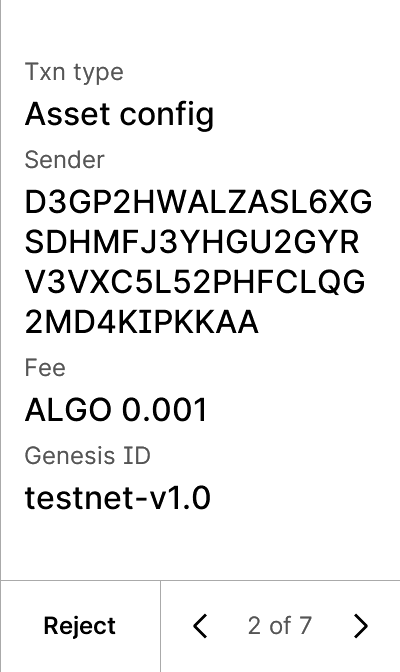 Txn type
Asset config
Sender
D3GP2HWALZASL6XG
SDHMFJ3YHGU2GYR
V3VXC5L52PHFCLQG
2MD4KIPKKAA
Fee
ALGO 0.001
Genesis ID
testnet-v1.0
Reject
2 of 7